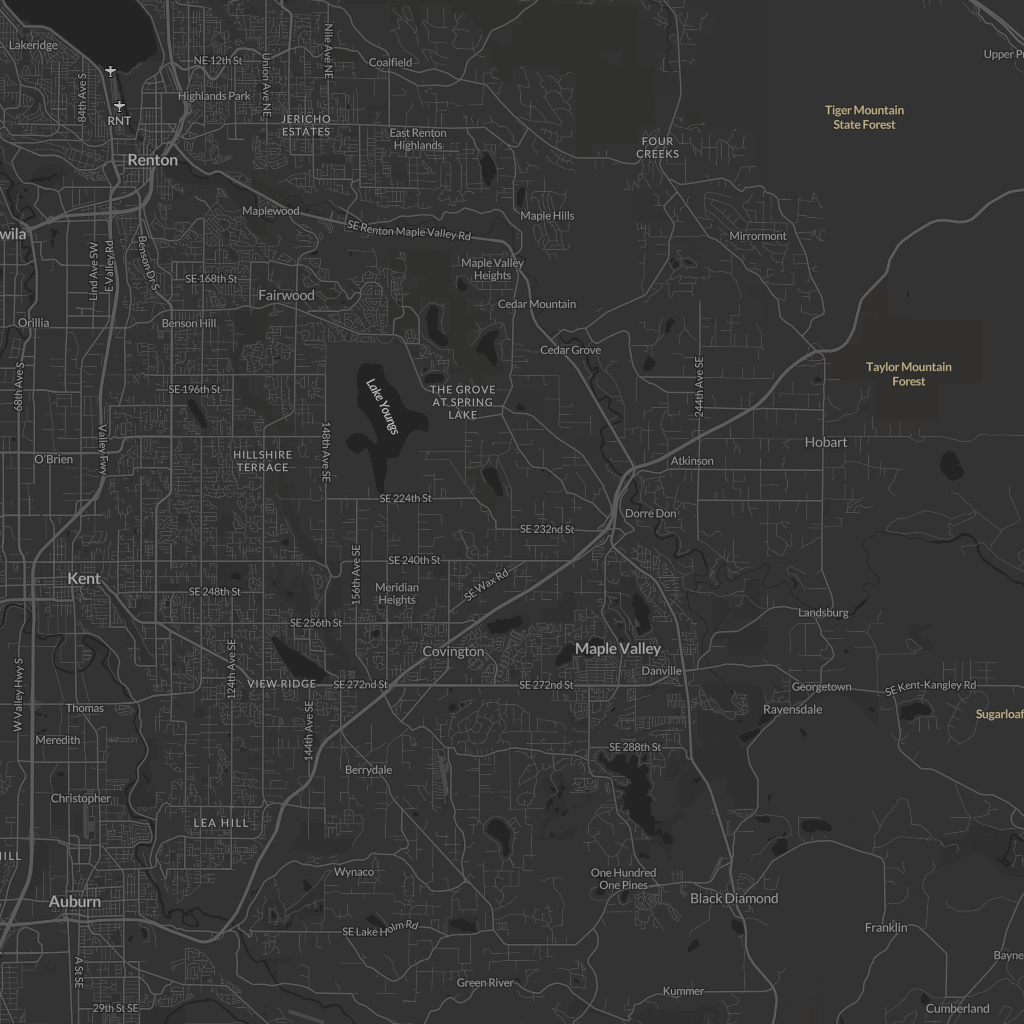 Lakeridge
NE 12th St
Union Ave NE
Nile Ave NE
Coalfield
Upper Pr
84th Ave S
Highlands Park
RNT
JERICHO
ESTATES
East Renton
Highlands
Tiger Mountain
State Forest
FOUR
CREEKS
Renton
Maplewood
Maple Hills
SE Renton Maple Valley Rd
Mirrormont
wila
Lind Ave SW
E Valley Rd
Benson Dr S
SE 168th St
Maple Valley
Heights
Fairwood
Cedar Mountain
Orillia
Benson Hill
Cedar Grove
Taylor Mountain
Forest
68th Ave S
SE 196th St
Lake Youngs
THE GROVE
AT SPRING
LAKE
244th Ave SE
Valley Fwy
148th Ave SE
Hobart
O'Brien
HILLSHIRE
TERRACE
Atkinson
SE 224th St
Dorre Don
SE 232nd St
SE 240th St
156th Ave SE
Kent
SE 248th St
Meridian
Heights
SE Wax Rd
Landsburg
SE 256th St
124th Ave SE
Covington
Maple Valley
Danville
W Valley Hwy S
VIEW RIDGE
SE 272nd St
SE 272nd St
Georgetown
SE Kent-Kangley Rd
Thomas
Ravensdale
Sugarloaf
144th Ave SE
Meredith
SE 288th St
Berrydale
Christopher
LEA HILL
HILL
Wynaco
One Hundred
One Pines
Auburn
Black Diamond
SE Lake Holm Rd
Franklin
Bayne
A St SE
Green River
Kummer
29th St SE
Cumberland